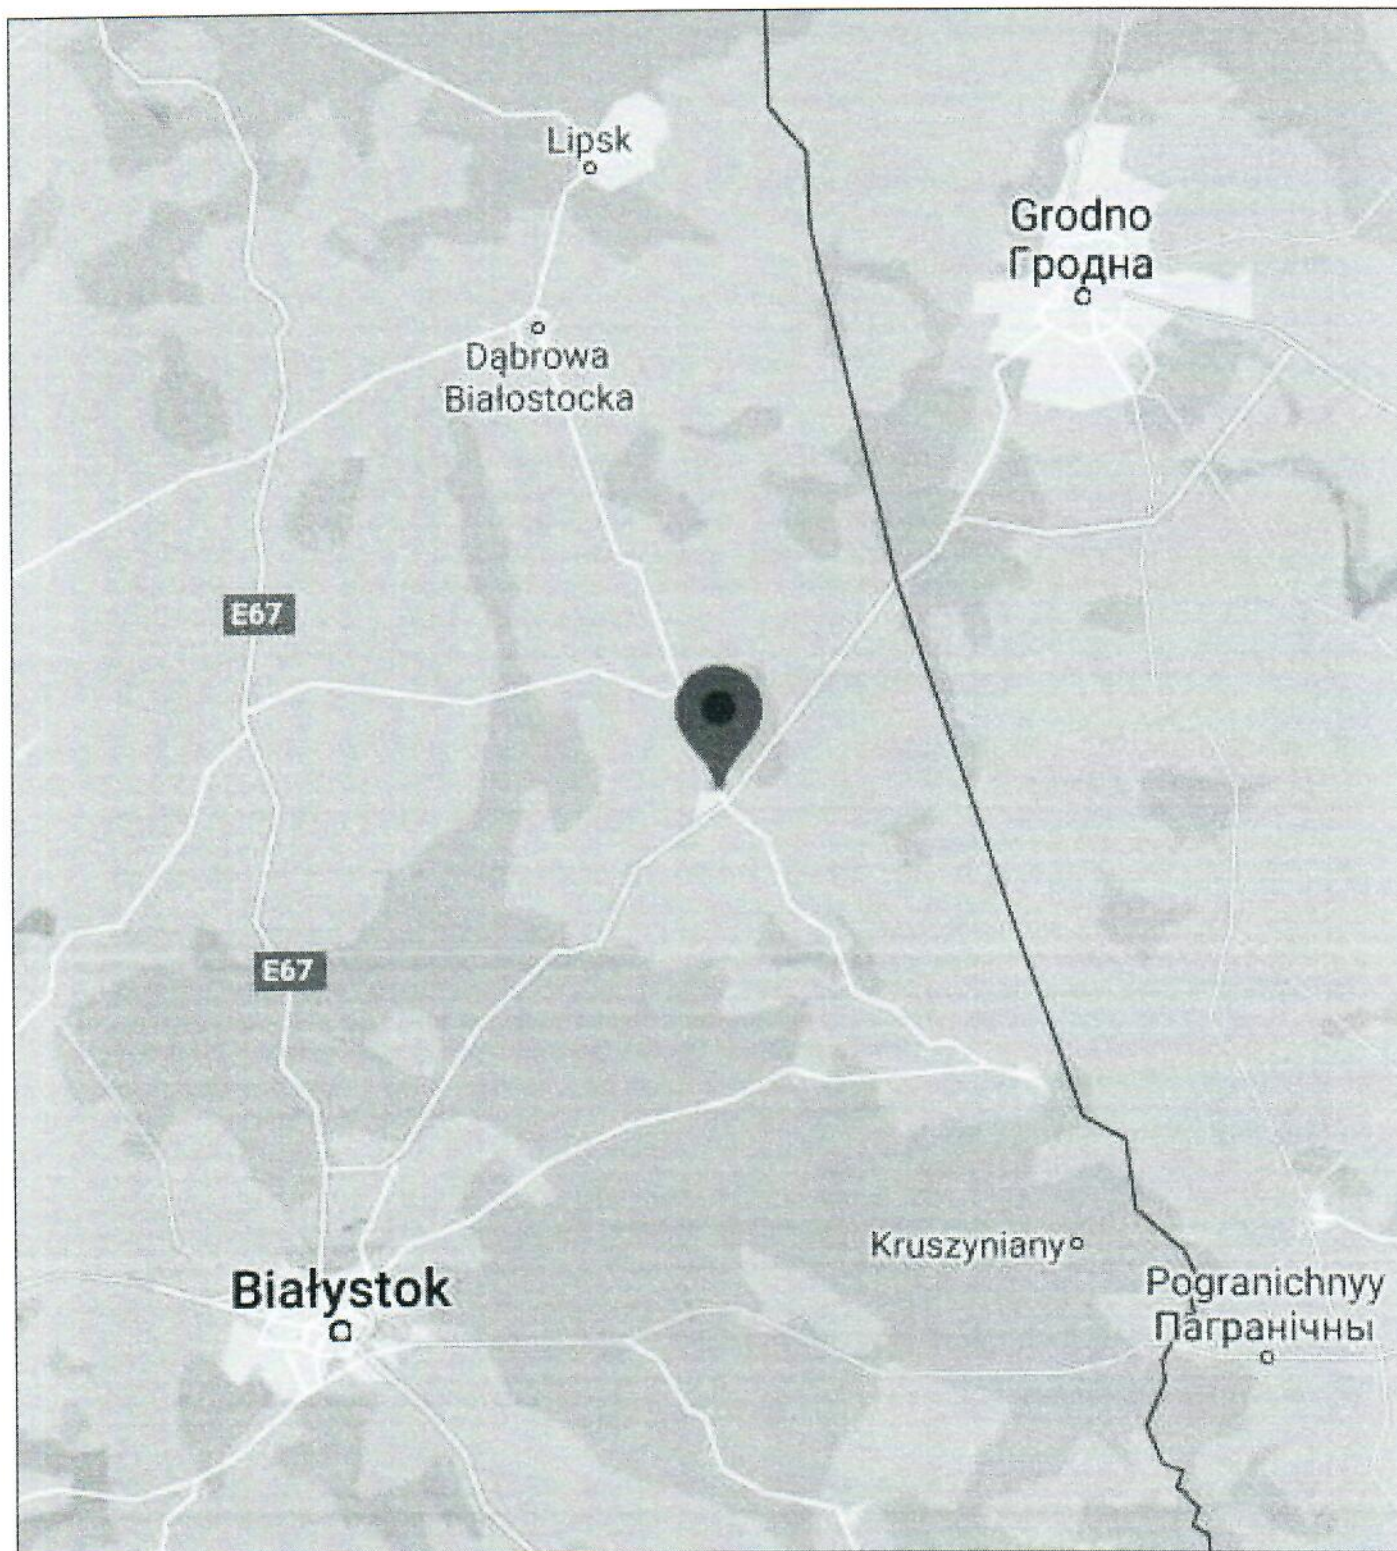 Lipsk
Grodno
Гродна
Dąbrowa
Białostocka
E67
E67
Kruszyniany
Białystok
Pogranichnyy
Пагранічны